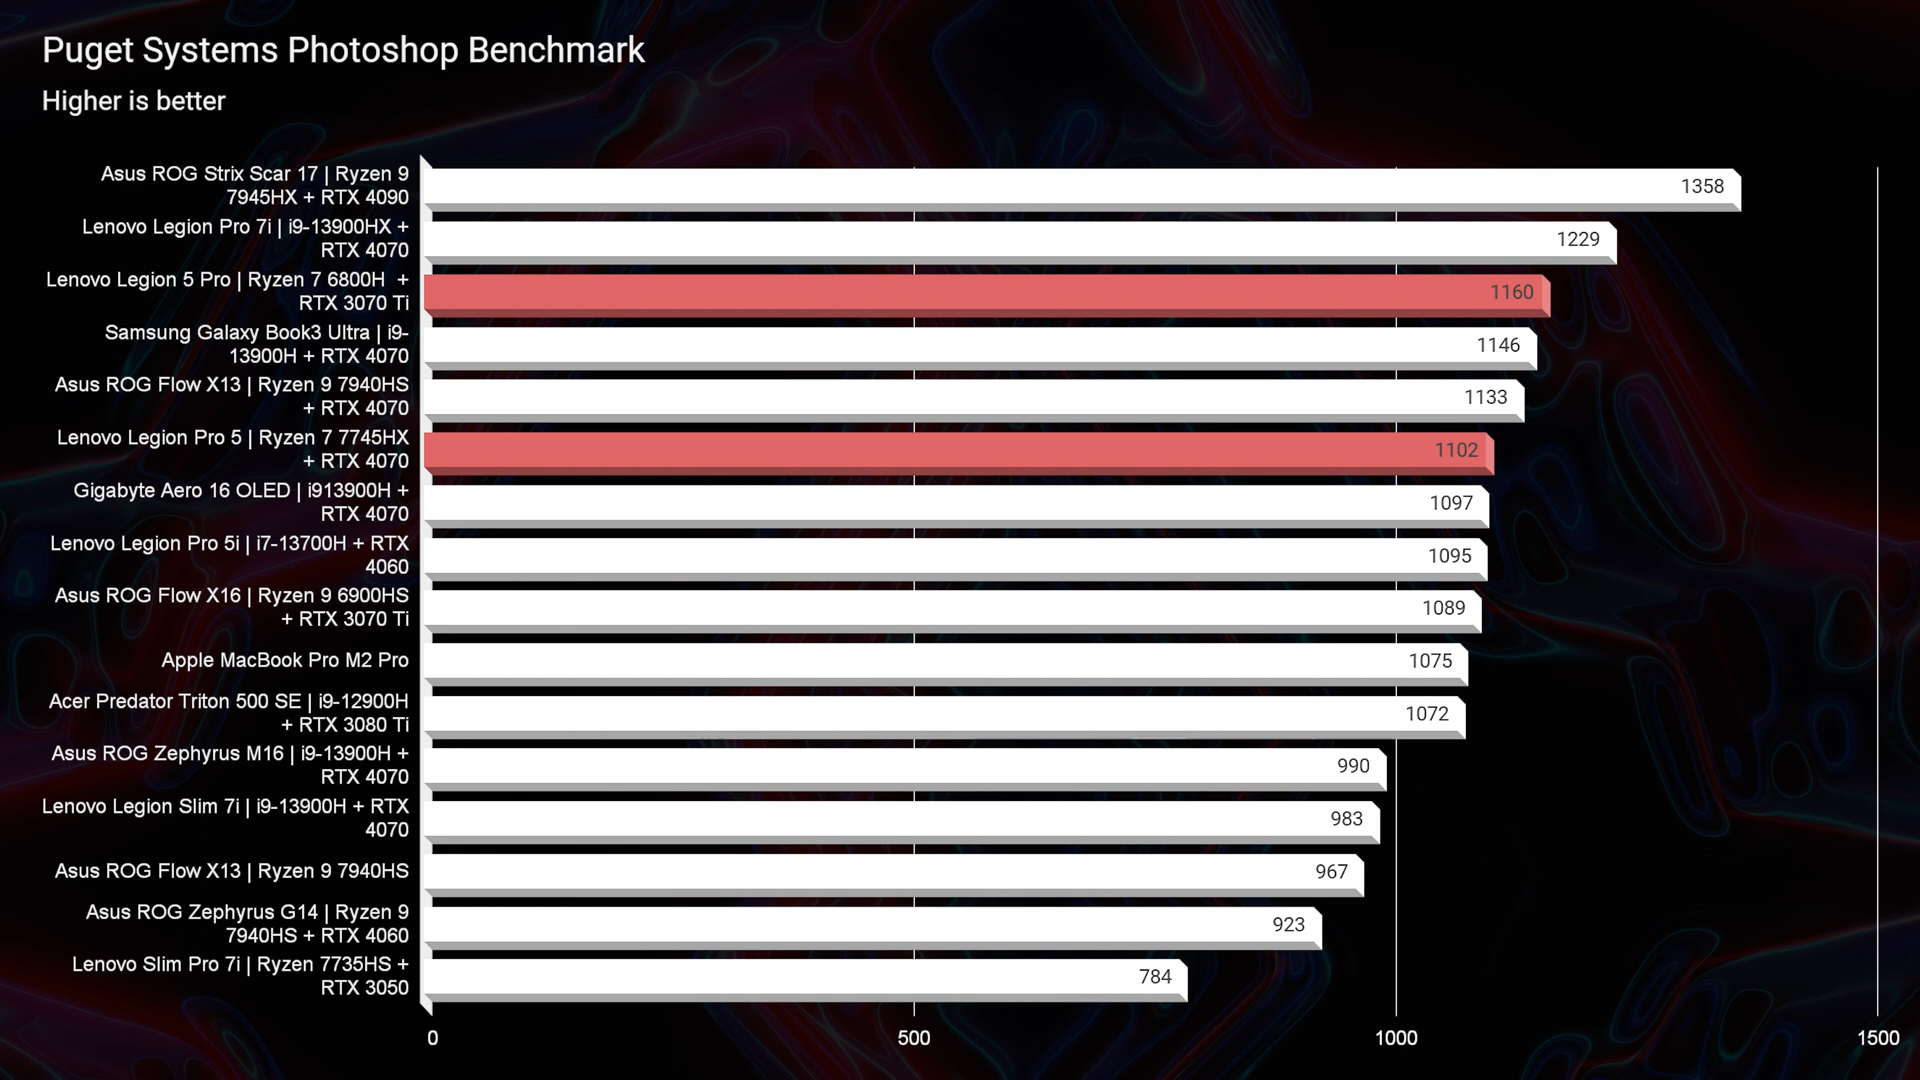 Puget Systems Photoshop Benchmark
Higher is better
Asus ROG Strix Scar 17 | Ryzen 9
7945HX + RTX 4090
1358
Lenovo Legion Pro 7i | i9-13900HX +
RTX 4070
1229
Lenovo Legion 5 Pro | Ryzen 7 6800H +
RTX 3070 Ti
1160
Samsung Galaxy Book3 Ultra | i9-
13900H + RTX 4070
1146
Asus ROG Flow X13 | Ryzen 9 7940HS
+ RTX 4070
1133
Lenovo Legion Pro 5 | Ryzen 7 7745HX
+ RTX 4070
1102
Gigabyte Aero 16 OLED | i913900H +
RTX 4070
1097
Lenovo Legion Pro 5i | i7-13700H + RTX
4060
1095
Asus ROG Flow X16 | Ryzen 9 6900HS
+ RTX 3070 Ti
1089
Apple MacBook Pro M2 Pro
1075
Acer Predator Triton 500 SE | i9-12900H
+ RTX 3080 Ti
1072
Asus ROG Zephyrus M16 | i9-13900H +
RTX 4070
990
Lenovo Legion Slim 7i | i9-13900H + RTX
4070
983
Asus ROG Flow X13 | Ryzen 9 7940HS
967
Asus ROG Zephyrus G14 | Ryzen 9
7940HS + RTX 4060
923
Lenovo Slim Pro 7i | Ryzen 7735HS +
RTX 3050
784
0 500 1000 1500